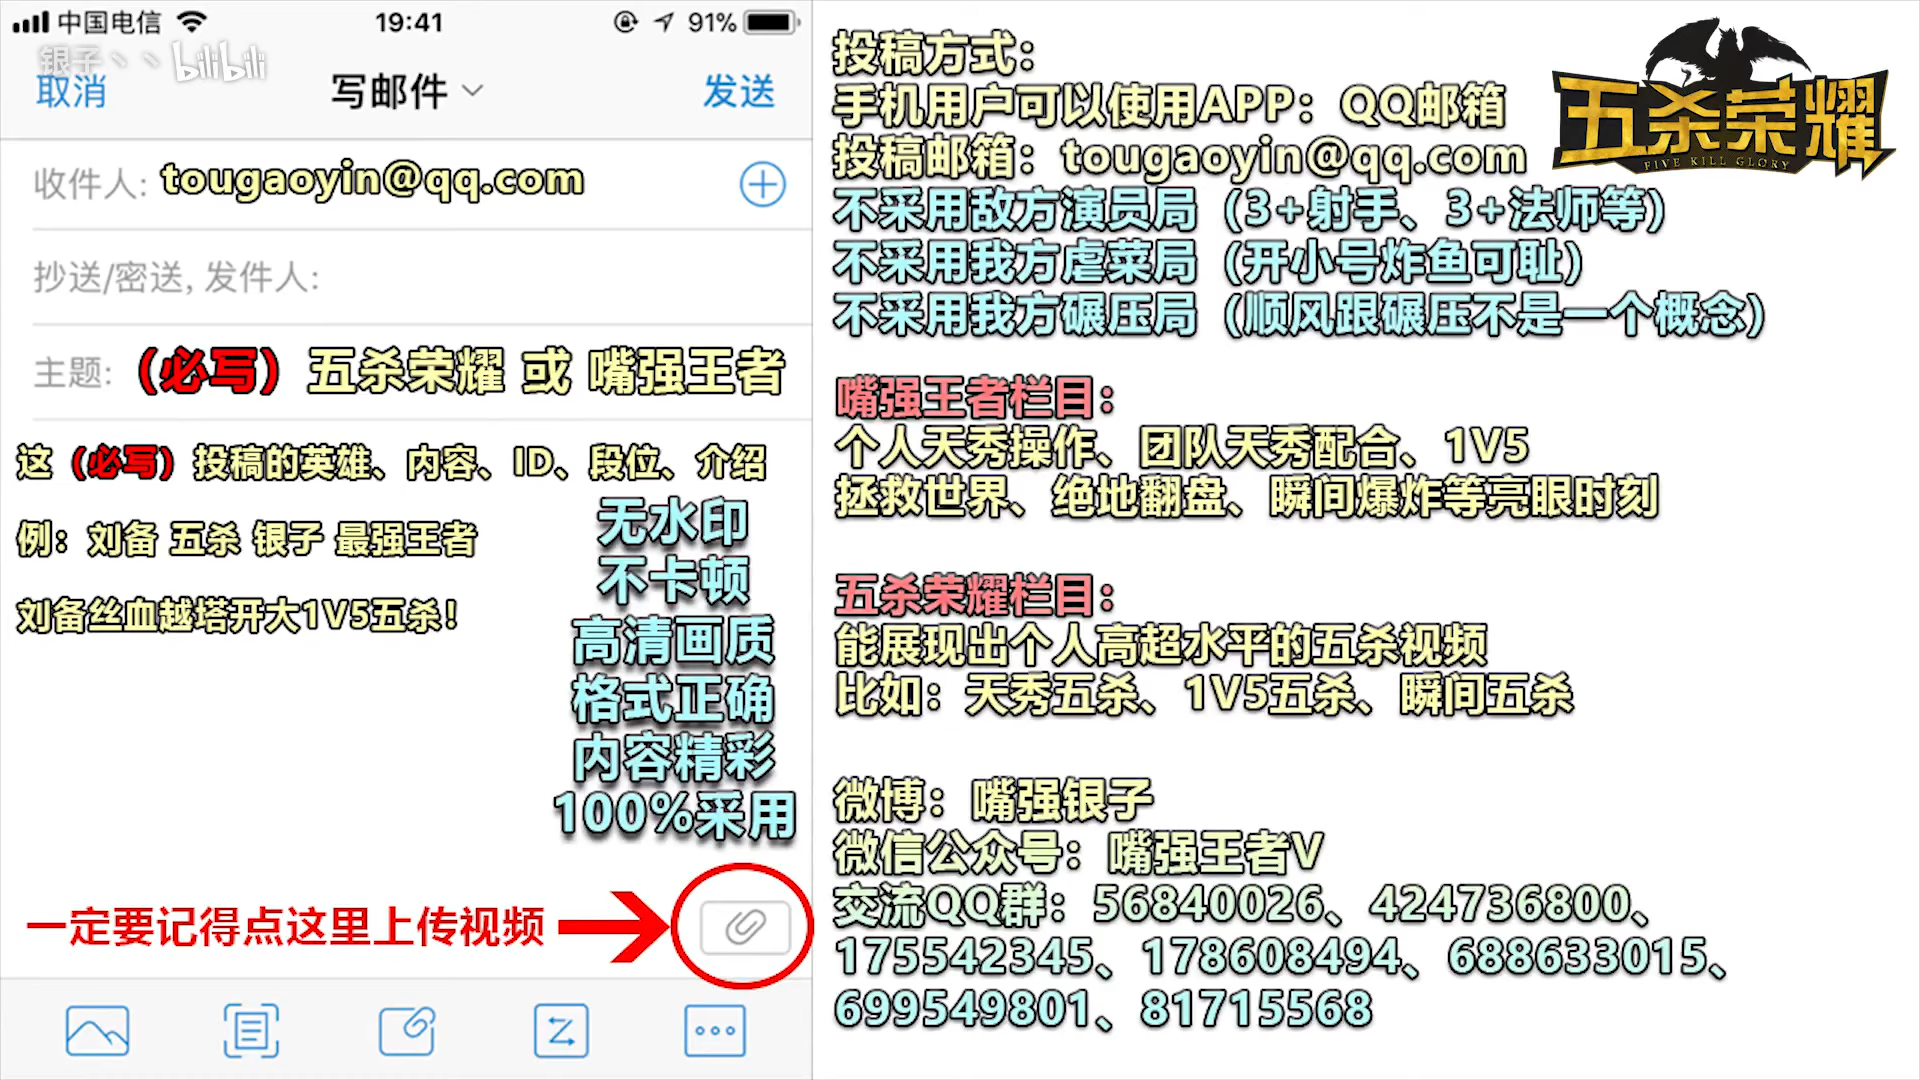 中国电信
19:41
91%
银子丶丶 bilibili
取消
写邮件
发送
收件人: tougaoyin@qq.com
抄送/密送, 发件人:
主题: （必写） 五杀荣耀 或 嘴强王者
这（必写）投稿的英雄、内容、ID、段位、介绍
例：刘备 五杀 银子 最强王者
刘备丝血越塔开大1V5五杀！
无水印
不卡顿
高清画质
格式正确
内容精彩
100%采用
一定要记得点这里上传视频
投稿方式：
手机用户可以使用APP：QQ邮箱
投稿邮箱：tougaoyin@qq.com
不采用敌方演员局（3+射手、3+法师等）
不采用我方虐菜局（开小号炸鱼可耻）
不采用我方碾压局（顺风跟碾压不是一个概念）
嘴强王者栏目：
个人天秀操作、团队天秀配合、1V5
拯救世界、绝地翻盘、瞬间爆炸等亮眼时刻
五杀荣耀栏目：
能展现出个人高超水平的五杀视频
比如：天秀五杀、1V5五杀、瞬间五杀
微博：嘴强银子
微信公众号：嘴强王者V
交流QQ群：56840026、424736800、
175542345、178608494、688633015、
699549801、81715568
五杀荣耀
FIVE KILL GLORY